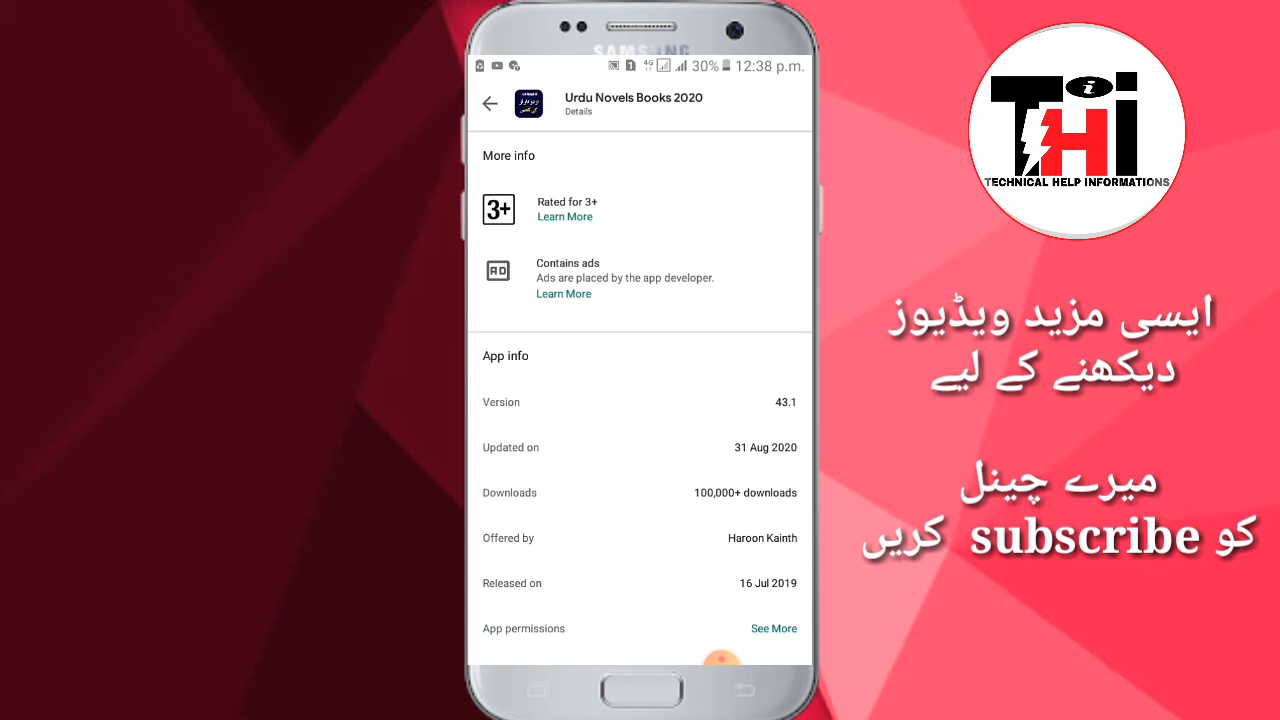 SAMSUNG
4G 30% 12:38 p.m.
Urdu Novels Books 2020
Details
More info
3+
Rated for 3+
Learn More
AD
Contains ads
Ads are placed by the app developer.
Learn More
App info
Version 43.1
Updated on 31 Aug 2020
Downloads 100,000+ downloads
Offered by Haroon Kainth
Released on 16 Jul 2019
App permissions See More
THi
TECHNICAL HELP INFORMATIONS
ایسی مزید ویڈیوز
دیکھنے کے لیے
میرے چینل
کو subscribe کریں